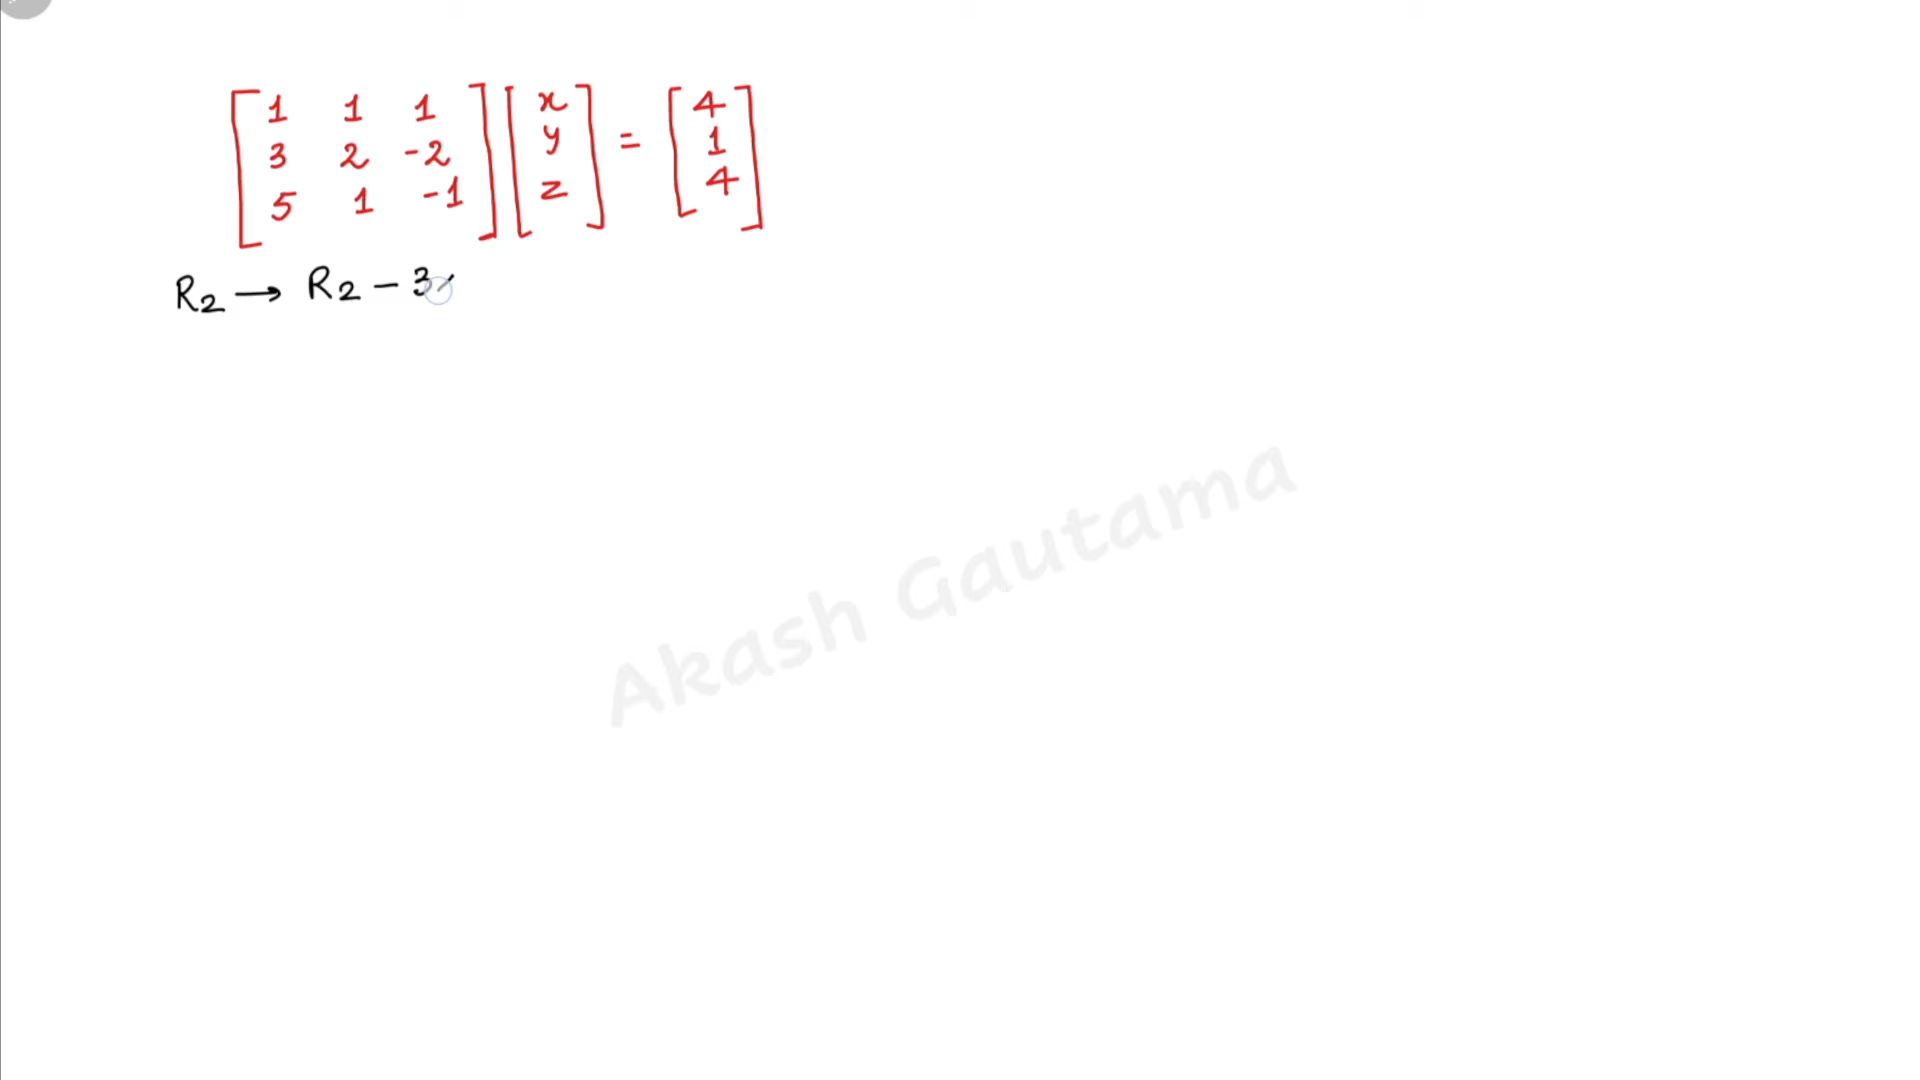 [1 1 1] [x] = [4]
[3 2 -2] [y] [1]
[5 1 -1] [z] [4]
R2 → R2 - 3
Akash Gautama